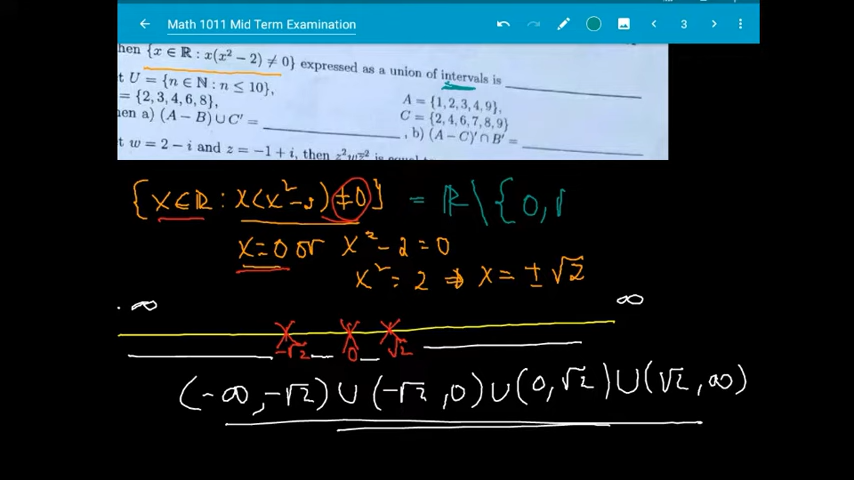 Math 1011 Mid Term Examination
3
hen {x ∈ ℝ : x(x² − 2) ≠ 0} expressed as a union of intervals is
t U = {n ∈ ℕ : n ≤ 10},
A = {1, 2, 3, 4, 9},
= {2, 3, 4, 6, 8},
C = {2, 4, 6, 7, 8, 9}
hen a) (A − B) ∪ C' =
, b) (A − C)' ∩ B' =
t w = 2 − i and z = −1 + i, then
is equal to
{x∈ℝ : x(x²-2) ≠0} = ℝ\{0,√
x=0 or x²-2=0
x²=2 ⇒ x = ±√2
-∞ ∞
-√2 0 √2
(-∞,-√2) ∪ (-√2,0) ∪ (0,√2) ∪ (√2,∞)